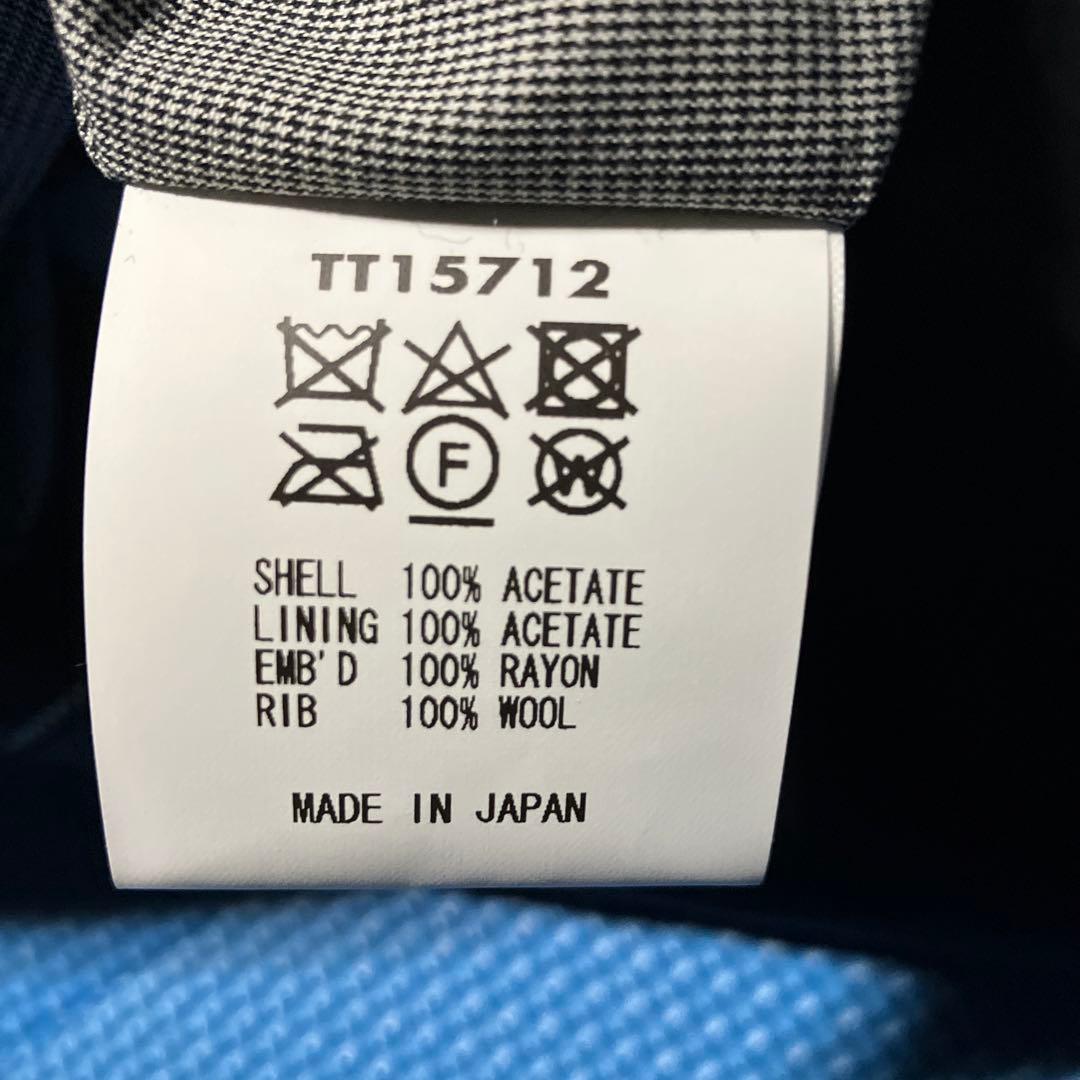 TT15712
F
W
SHELL 100% ACETATE
LINING 100% ACETATE
EMB'D 100% RAYON
RIB 100% WOOL
MADE IN JAPAN